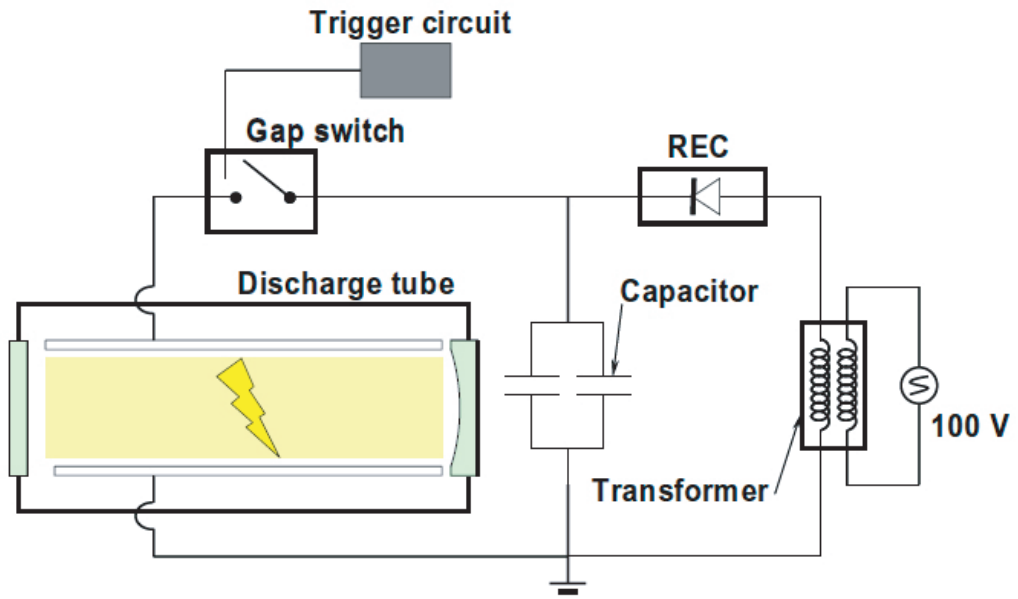 Trigger circuit
Gap switch
REC
Discharge tube
Capacitor
100 V
Transformer